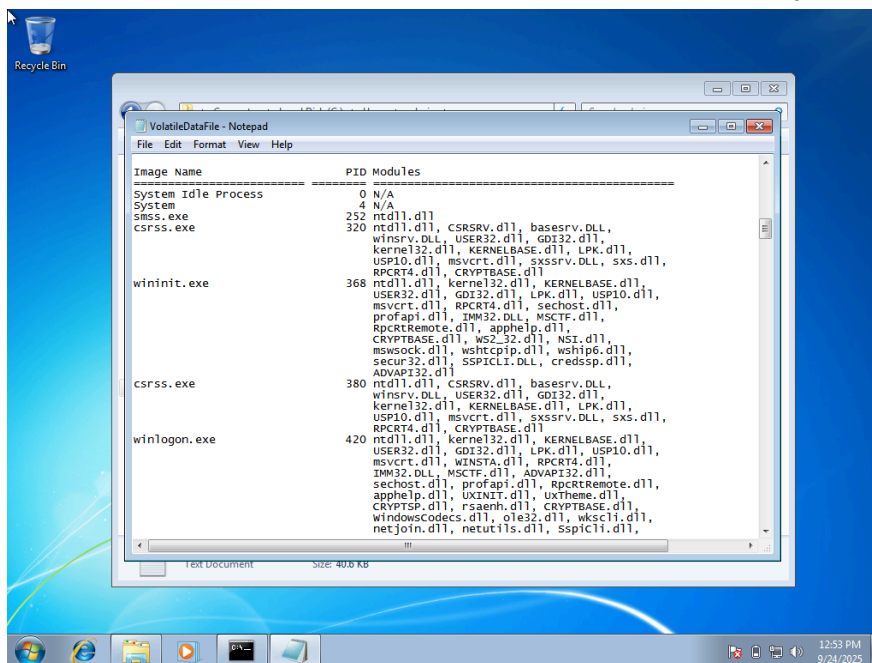 Recycle Bin
VolatileDataFile - Notepad
File Edit Format View Help
Image Name PID Modules
========================= ======== ============================================
System Idle Process 0 N/A
System 4 N/A
smss.exe 252 ntdll.dll
csrss.exe 320 ntdll.dll, CSRSRV.dll, basesrv.DLL,
winsrv.DLL, USER32.dll, GDI32.dll,
kernel32.dll, KERNELBASE.dll, LPK.dll,
USP10.dll, msvcrt.dll, sxssrv.DLL, sxs.dll,
RPCRT4.dll, CRYPTBASE.dll
wininit.exe 368 ntdll.dll, kernel32.dll, KERNELBASE.dll,
USER32.dll, GDI32.dll, LPK.dll, USP10.dll,
msvcrt.dll, RPCRT4.dll, sechost.dll,
profapi.dll, IMM32.DLL, MSCTF.dll,
RpcRtRemote.dll, apphelp.dll,
CRYPTBASE.dll, WS2_32.dll, NSI.dll,
mswsock.dll, wshtcpip.dll, wship6.dll,
secur32.dll, SSPICLI.DLL, credssp.dll,
ADVAPI32.dll
csrss.exe 380 ntdll.dll, CSRSRV.dll, basesrv.DLL,
winsrv.DLL, USER32.dll, GDI32.dll,
kernel32.dll, KERNELBASE.dll, LPK.dll,
USP10.dll, msvcrt.dll, sxssrv.DLL, sxs.dll,
RPCRT4.dll, CRYPTBASE.dll
winlogon.exe 420 ntdll.dll, kernel32.dll, KERNELBASE.dll,
USER32.dll, GDI32.dll, LPK.dll, USP10.dll,
msvcrt.dll, WINSTA.dll, RPCRT4.dll,
IMM32.DLL, MSCTF.dll, ADVAPI32.dll,
sechost.dll, profapi.dll, RpcRtRemote.dll,
apphelp.dll, UXINIT.dll, UxTheme.dll,
CRYPTSP.dll, rsaenh.dll, CRYPTBASE.dll,
WindowsCodecs.dll, ole32.dll, wkscli.dll,
netjoin.dll, netutils.dll, SspiCli.dll,
Text Document Size: 40.6 KB
12:53 PM
9/24/2025